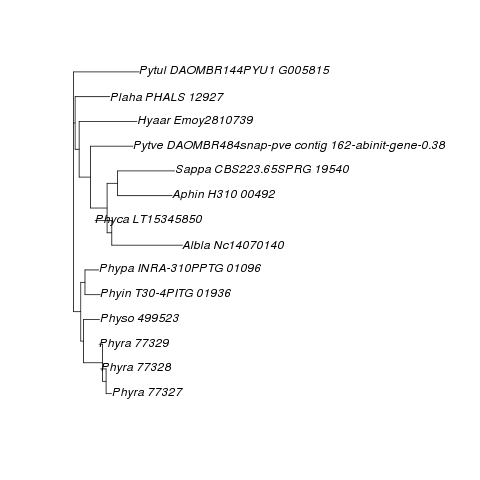 Pytul DAOMBR144PYU1 G005815
Plaha PHALS 12927
Hyaar Emoy2810739
Pytve DAOMBR484snap-pve contig 162-abinit-gene-0.38
Sappa CBS223.65SPRG 19540
Aphin H310 00492
Phyca LT15345850
Albla Nc14070140
Phypa INRA-310PPTG 01096
Phyin T30-4PITG 01936
Physo 499523
Phyra 77329
Phyra 77328
Phyra 77327